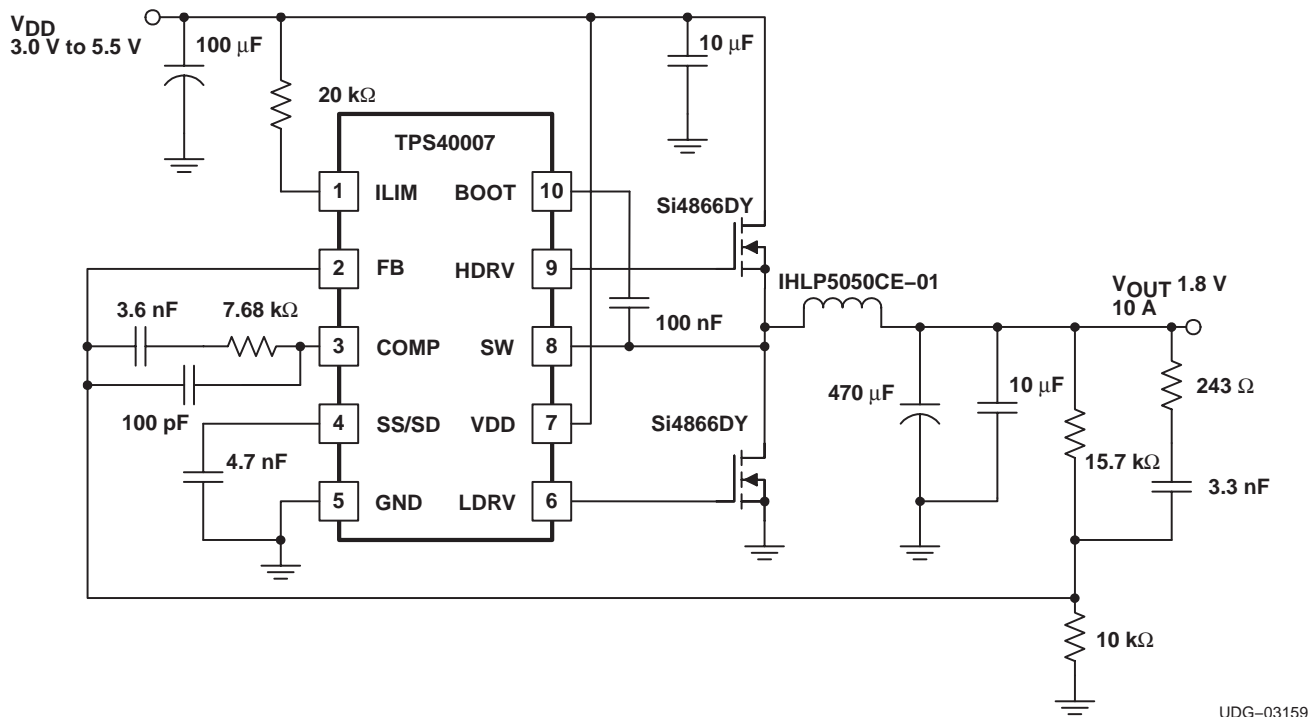 VDD
3.0 V to 5.5 V
100 µF
10 µF
20 kΩ
TPS40007
1 ILIM BOOT 10
Si4866DY
2 FB HDRV 9
IHLP5050CE–01
VOUT 1.8 V
10 A
3.6 nF 7.68 kΩ
100 nF
3 COMP SW 8
100 pF
470 µF
10 µF
243 Ω
4 SS/SD VDD 7
Si4866DY
4.7 nF
15.7 kΩ
3.3 nF
5 GND LDRV 6
10 kΩ
UDG–03159